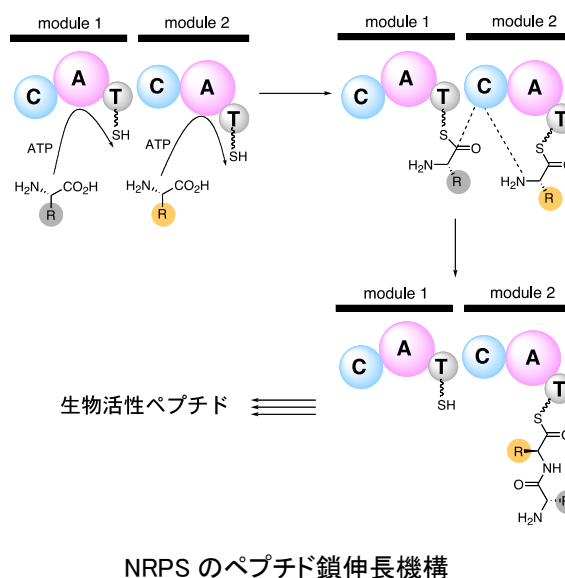 module 1
module 2
C
A
T
C
A
T
SH
SH
ATP
ATP
H₂N
CO₂H
R
H₂N
CO₂H
R
module 1
module 2
C
A
T
C
A
T
S
O
H₂N
R
S
O
H₂N
R
module 1
module 2
C
A
T
C
A
T
SH
S
O
R
NH
O
H₂N
R
生物活性ペプチド
NRPS のペプチド鎖伸長機構